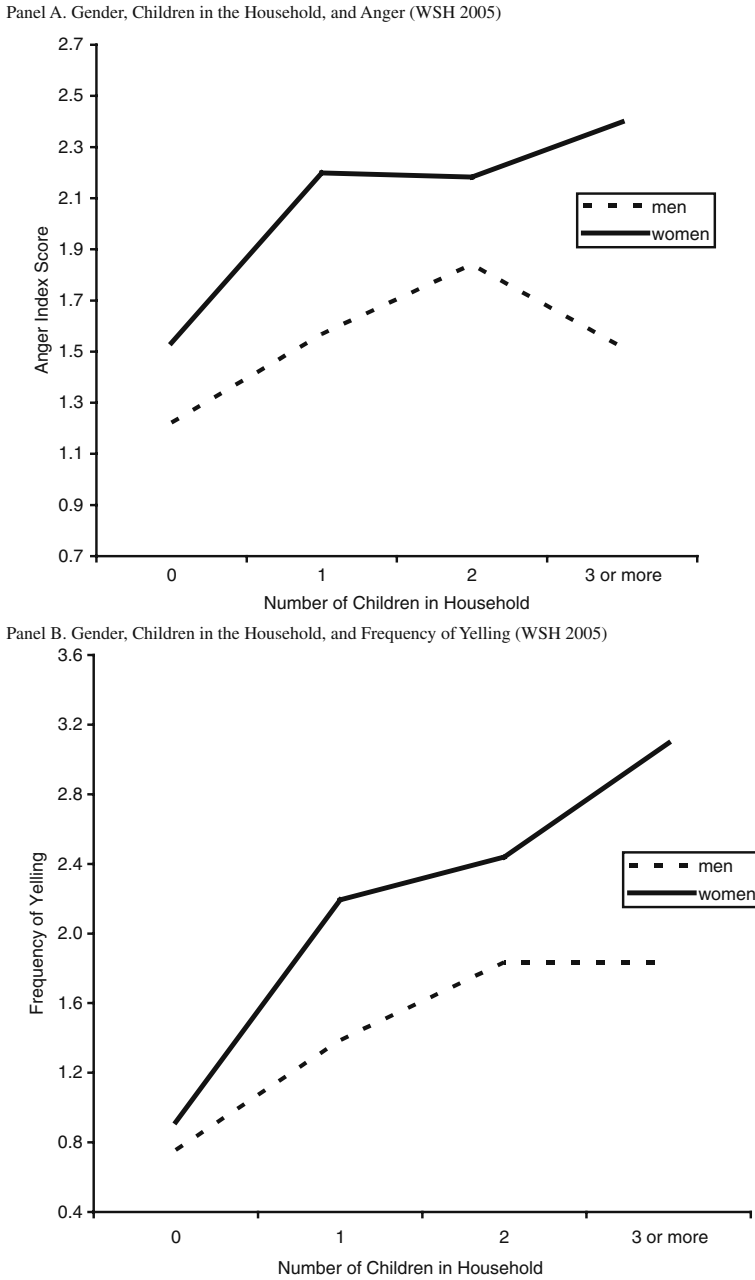 Panel A. Gender, Children in the Household, and Anger (WSH 2005)
2.7
2.5
2.3
2.1
1.9
1.7
1.5
1.3
1.1
0.9
0.7
Anger Index Score
men
women
0 1 2 3 or more
Number of Children in Household
Panel B. Gender, Children in the Household, and Frequency of Yelling (WSH 2005)
3.6
3.2
2.8
2.4
2.0
1.6
1.2
0.8
0.4
Frequency of Yelling
men
women
0 1 2 3 or more
Number of Children in Household